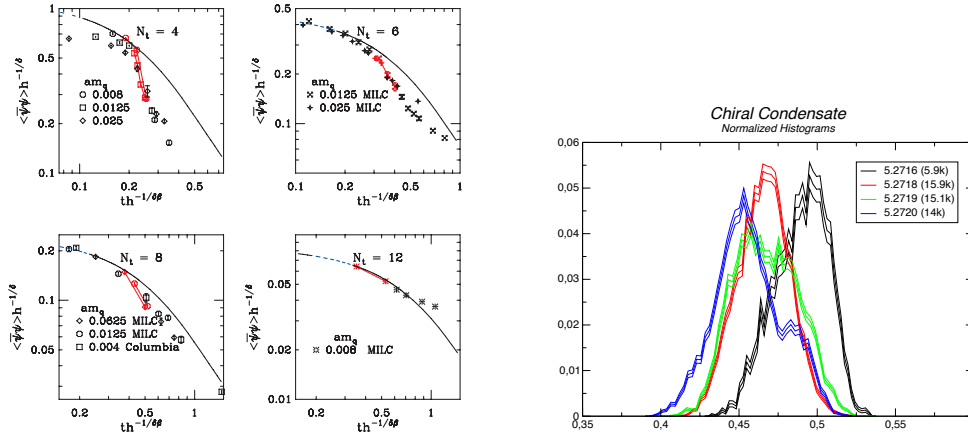 1
0.5
0.2
0.1
<ψ̄ψ>h^{-1/δ}
N_t = 4
am_q
0.008
0.0125
0.025
0.1
0.2
0.5
th^{-1/δβ}
0.5
0.2
0.1
<ψ̄ψ>h^{-1/δ}
N_t = 6
am_q
0.0125 MILC
0.025 MILC
0.2
0.5
1
th^{-1/δβ}
0.2
0.1
0.05
<ψ̄ψ>h^{-1/δ}
N_t = 8
am_q
0.0625 MILC
0.0125 MILC
0.004 Columbia
0.2
0.5
1
th^{-1/δβ}
0.1
0.02
0.01
<ψ̄ψ>h^{-1/δ}
N_t = 12
am_q
0.008 MILC
0.2
0.5
1
th^{-1/δβ}
Chiral Condensate
Normalized Histograms
0,06
0,05
0,04
0,03
0,02
0,01
0
5.2716 (5.9k)
5.2718 (15.9k)
5.2719 (15.1k)
5.2720 (14k)
0,35
0,4
0,45
0,5
0,55